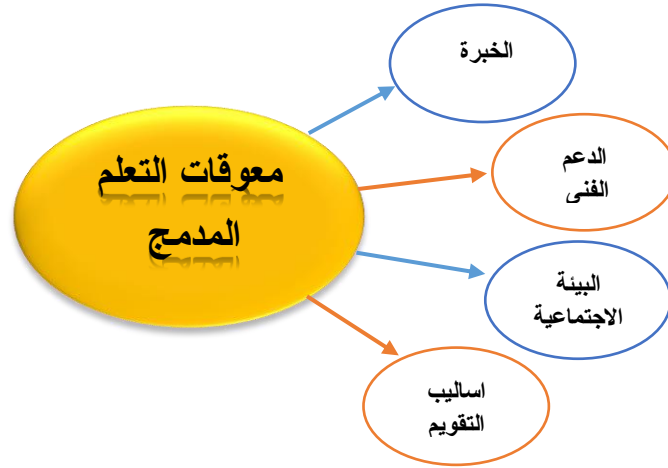 معوقات التعلم
المدمج
الخبرة
الدعم
الفنى
البيئة
الاجتماعية
اساليب
التقويم